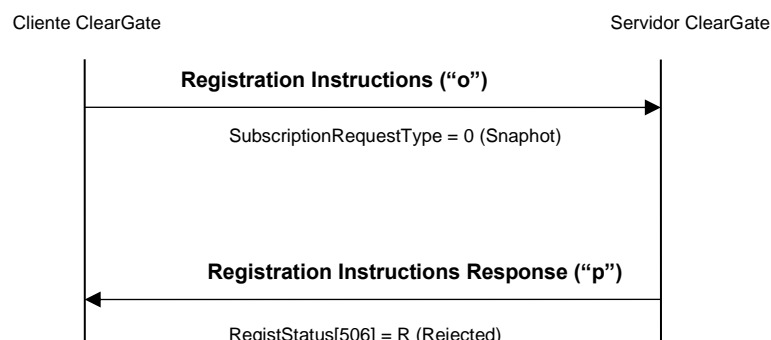 Cliente ClearGate Servidor ClearGate
Registration Instructions (“o”)
SubscriptionRequestType = 0 (Snaphot)
Registration Instructions Response (“p”)
RegistStatus[506] = R (Rejected)